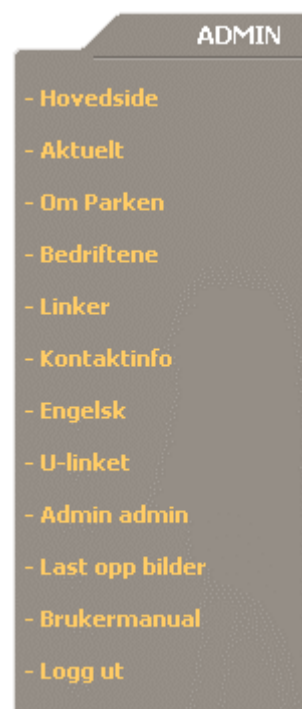 ADMIN
- Hovedside
- Aktuelt
- Om Parken
- Bedriftene
- Linker
- Kontaktinfo
- Engelsk
- U-linket
- Admin admin
- Last opp bilder
- Brukermanual
- Logg ut